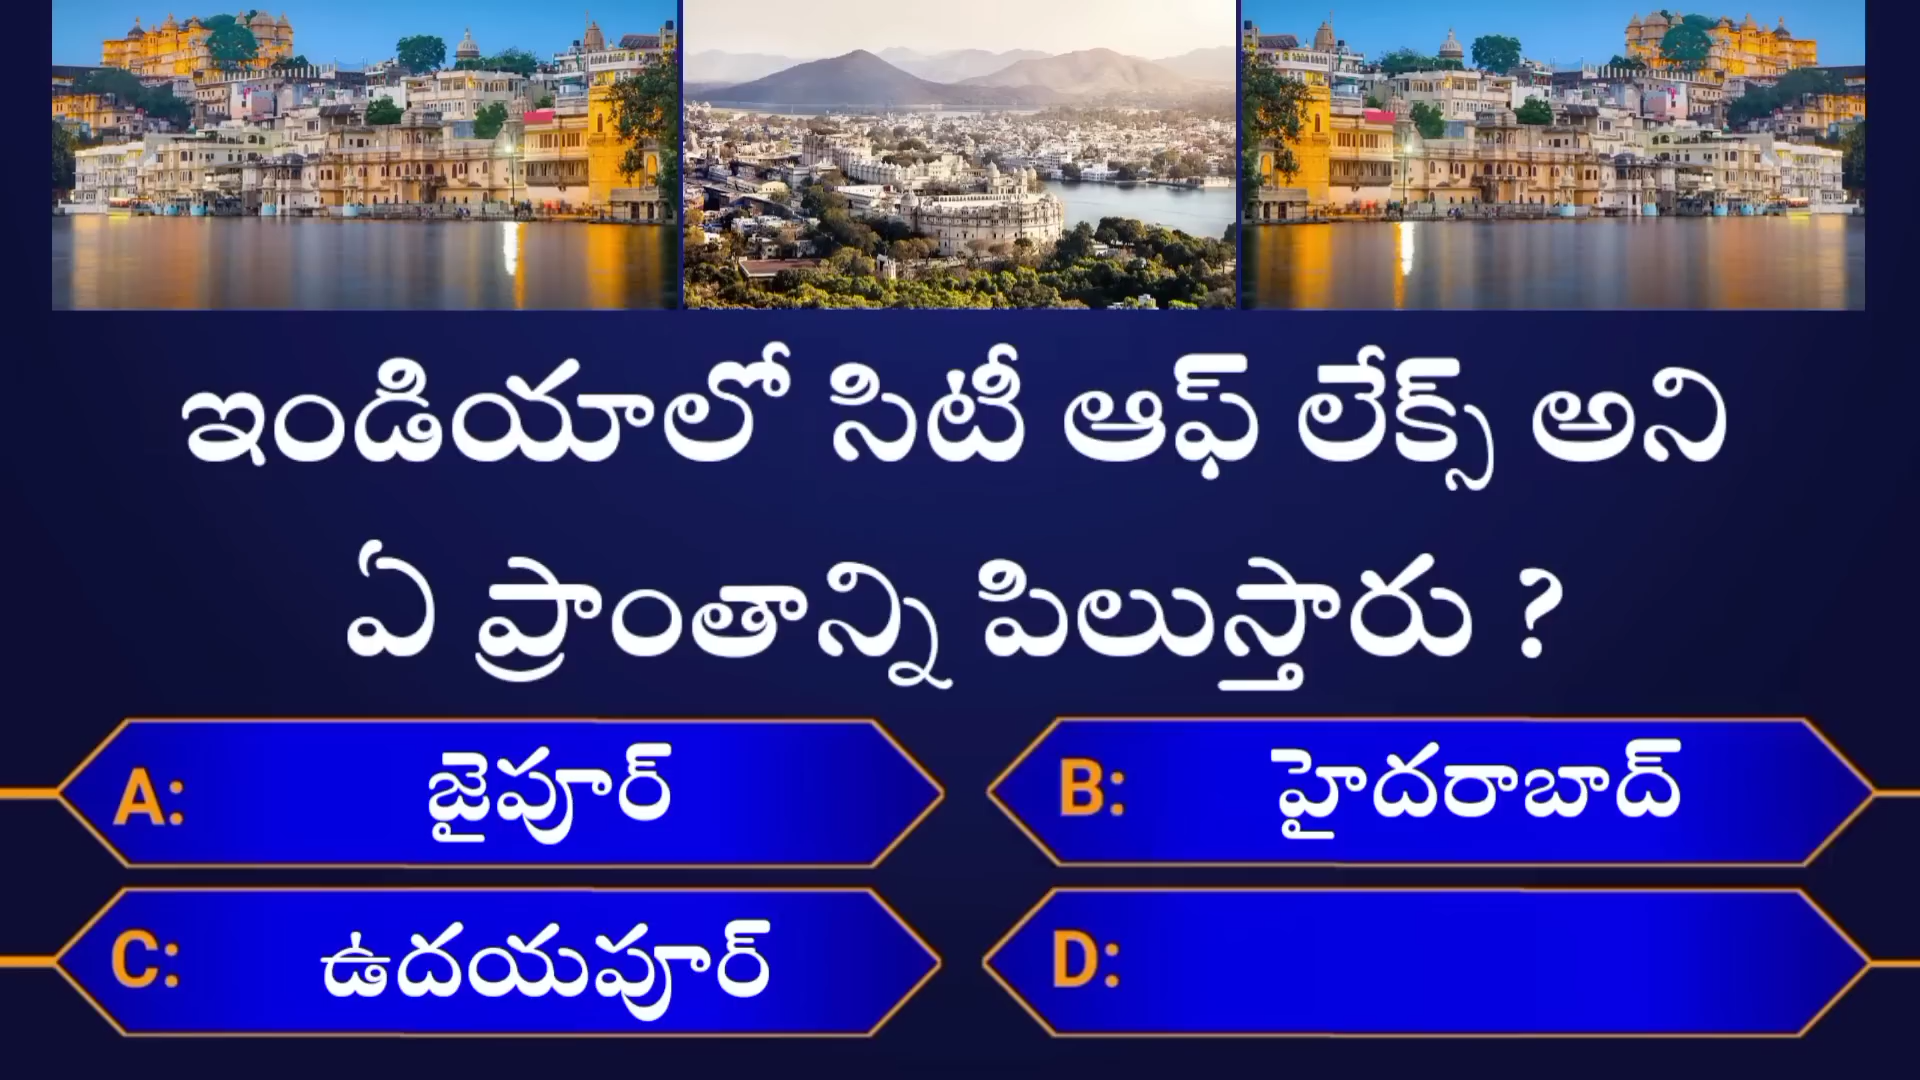 ఇండియాలో సిటీ ఆఫ్ లేక్స్ అని
ఏ ప్రాంతాన్ని పిలుస్తారు ?
A: జైపూర్
B: హైదరాబాద్
C: ఉదయపూర్
D: